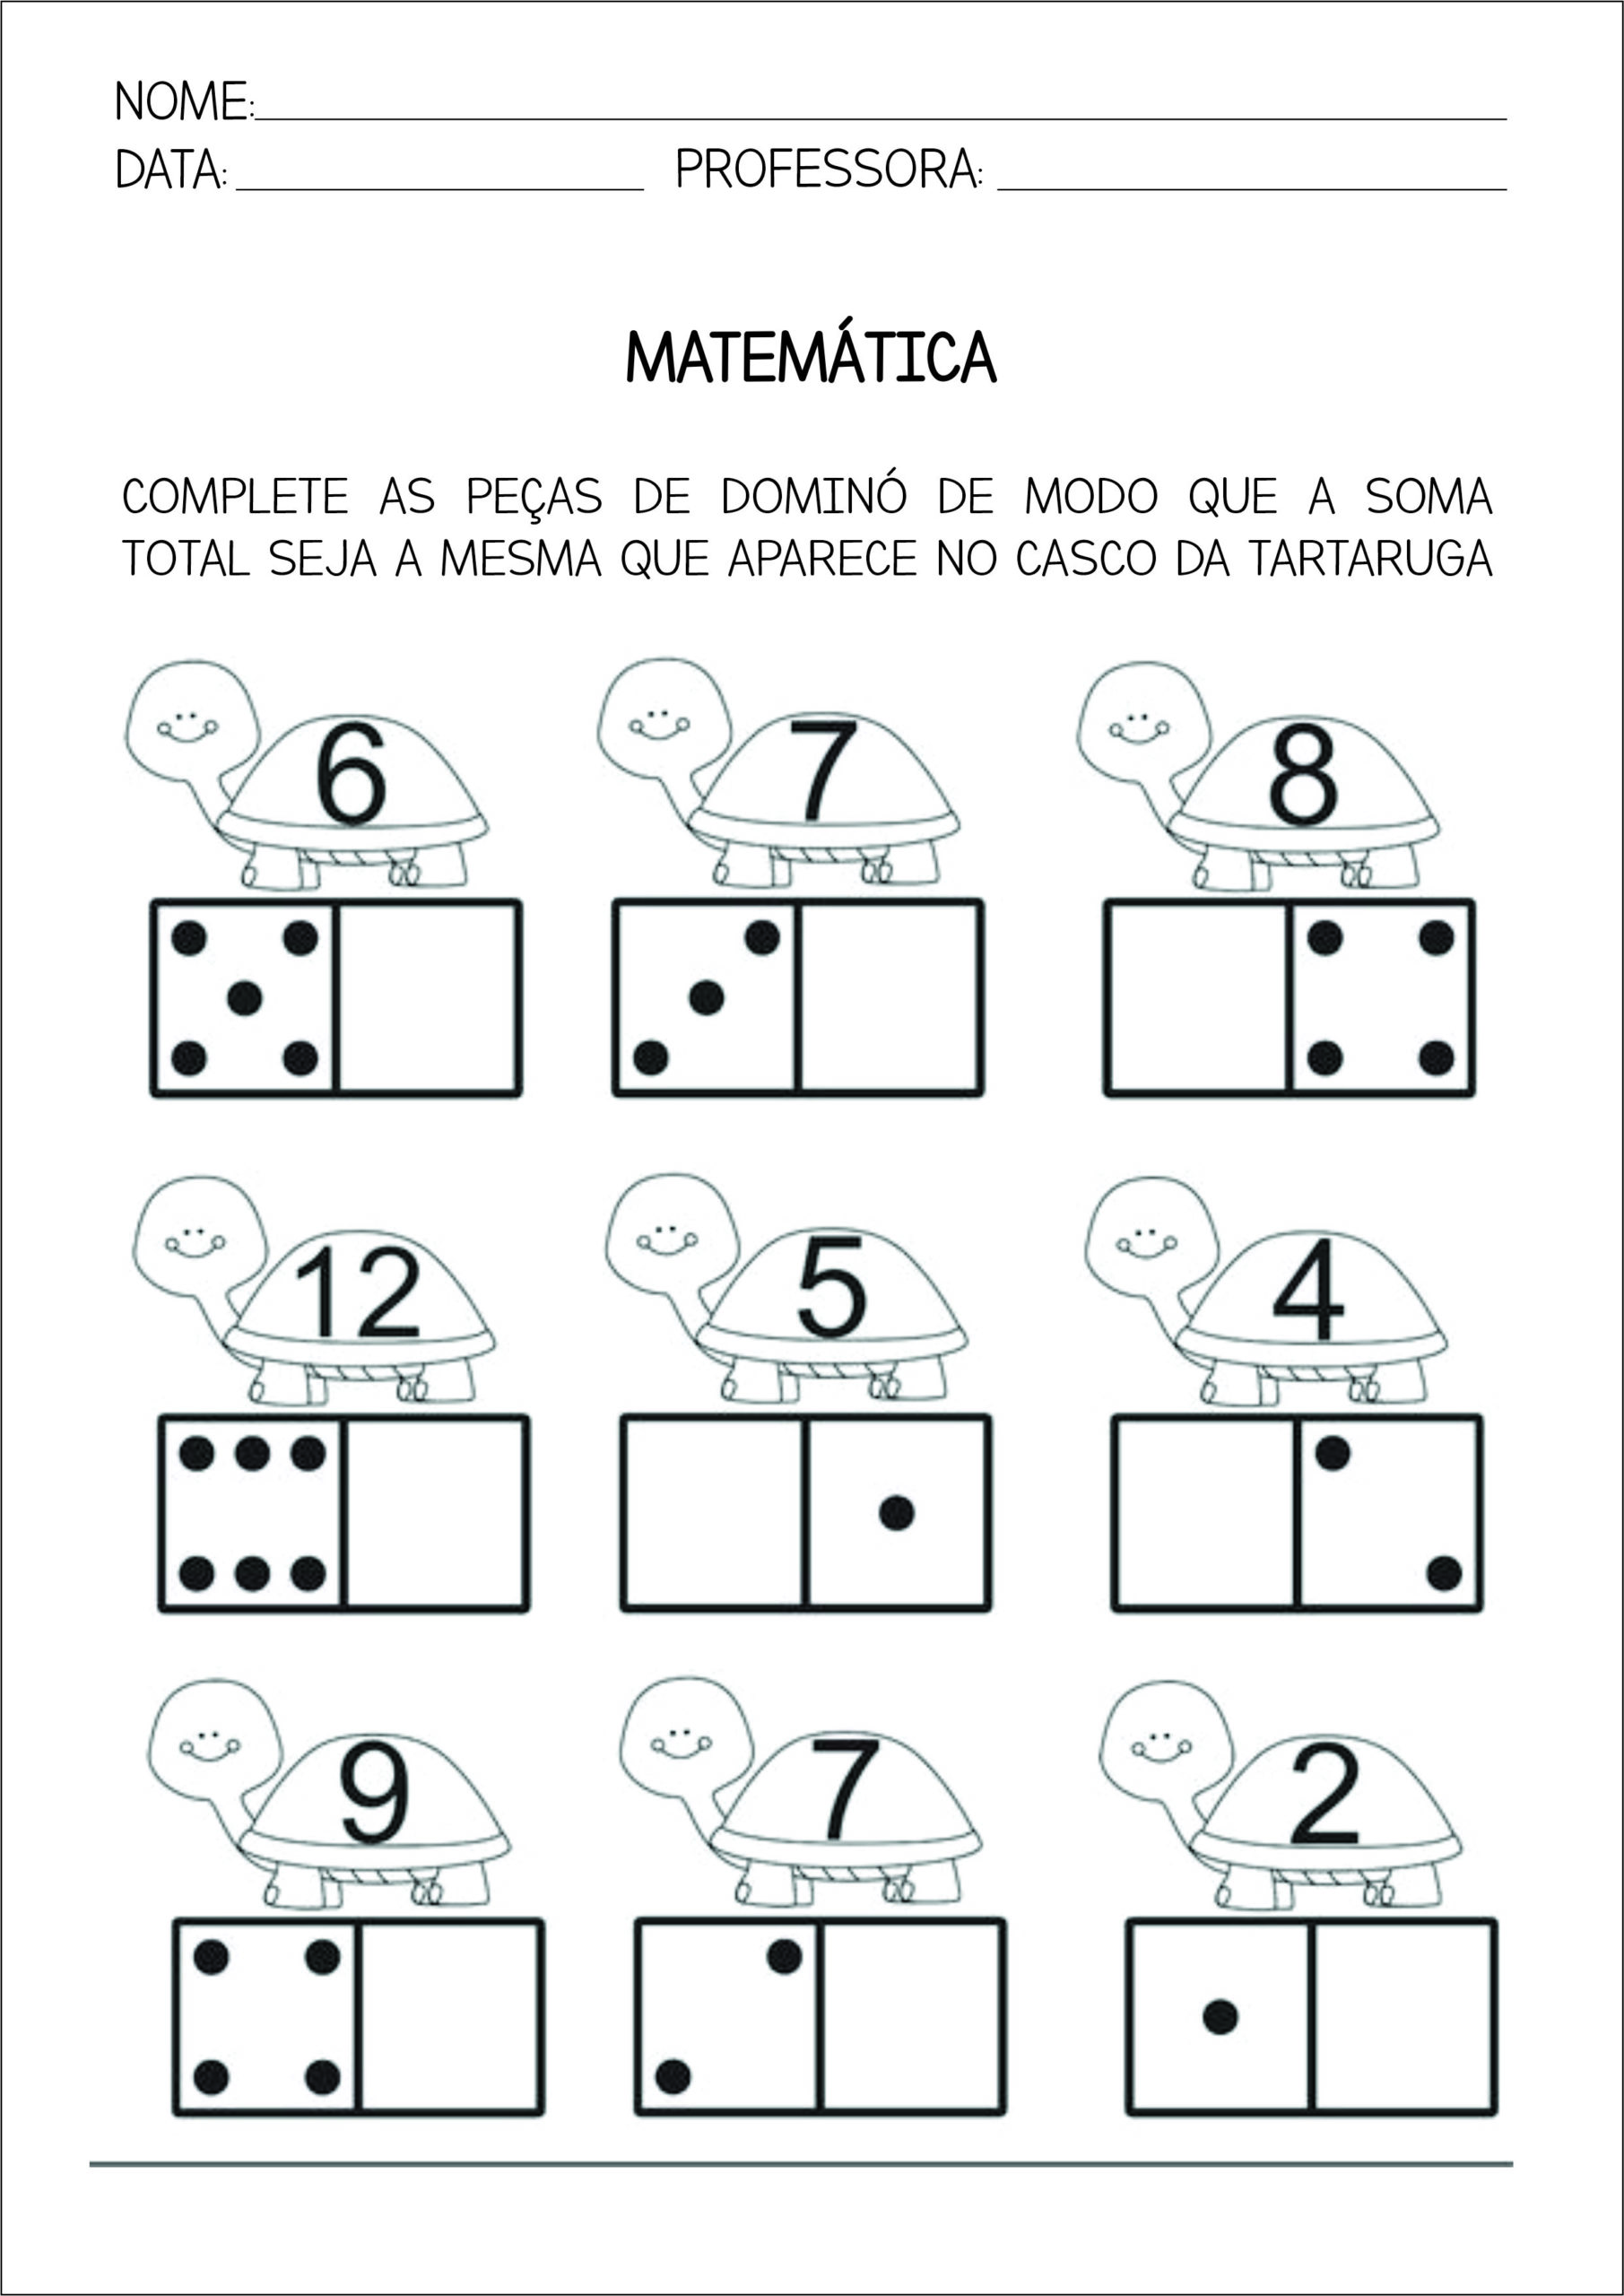 NOME:
DATA: PROFESSORA:
MATEMÁTICA
COMPLETE AS PEÇAS DE DOMINÓ DE MODO QUE A SOMA
TOTAL SEJA A MESMA QUE APARECE NO CASCO DA TARTARUGA
6 7 8
12 5 4
9 7 2